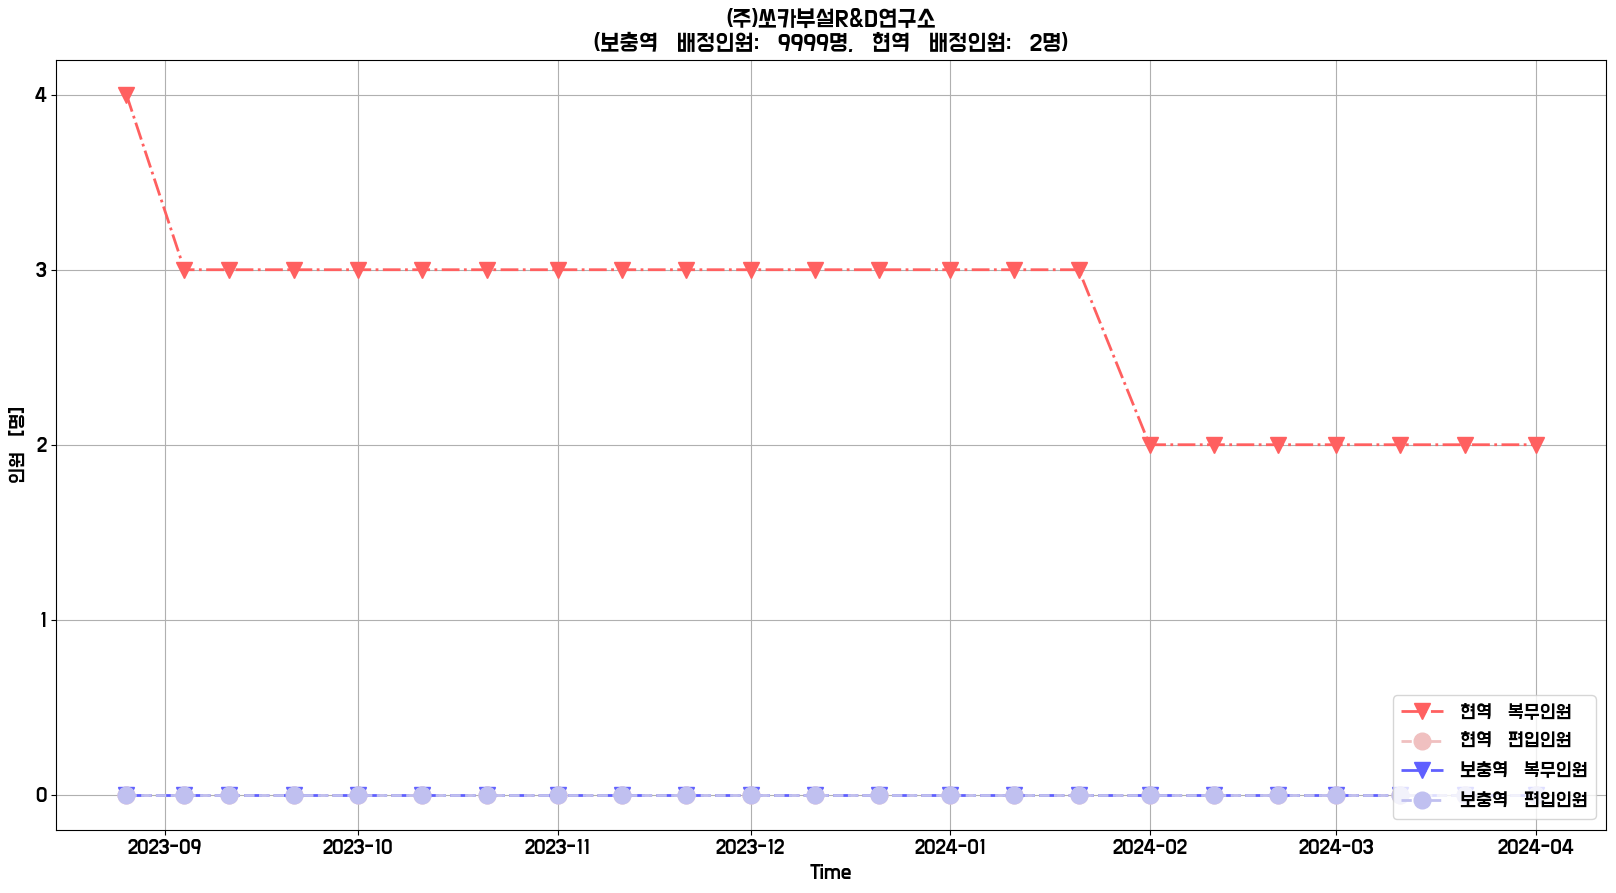 (주)쏘카부설R&D연구소
(보충역 배정인원: 9999명, 현역 배정인원: 2명)
4
3
2
1
0
인원 [명]
현역 복무인원
현역 편입인원
보충역 복무인원
보충역 편입인원
2023-09 2023-10 2023-11 2023-12 2024-01 2024-02 2024-03 2024-04
Time